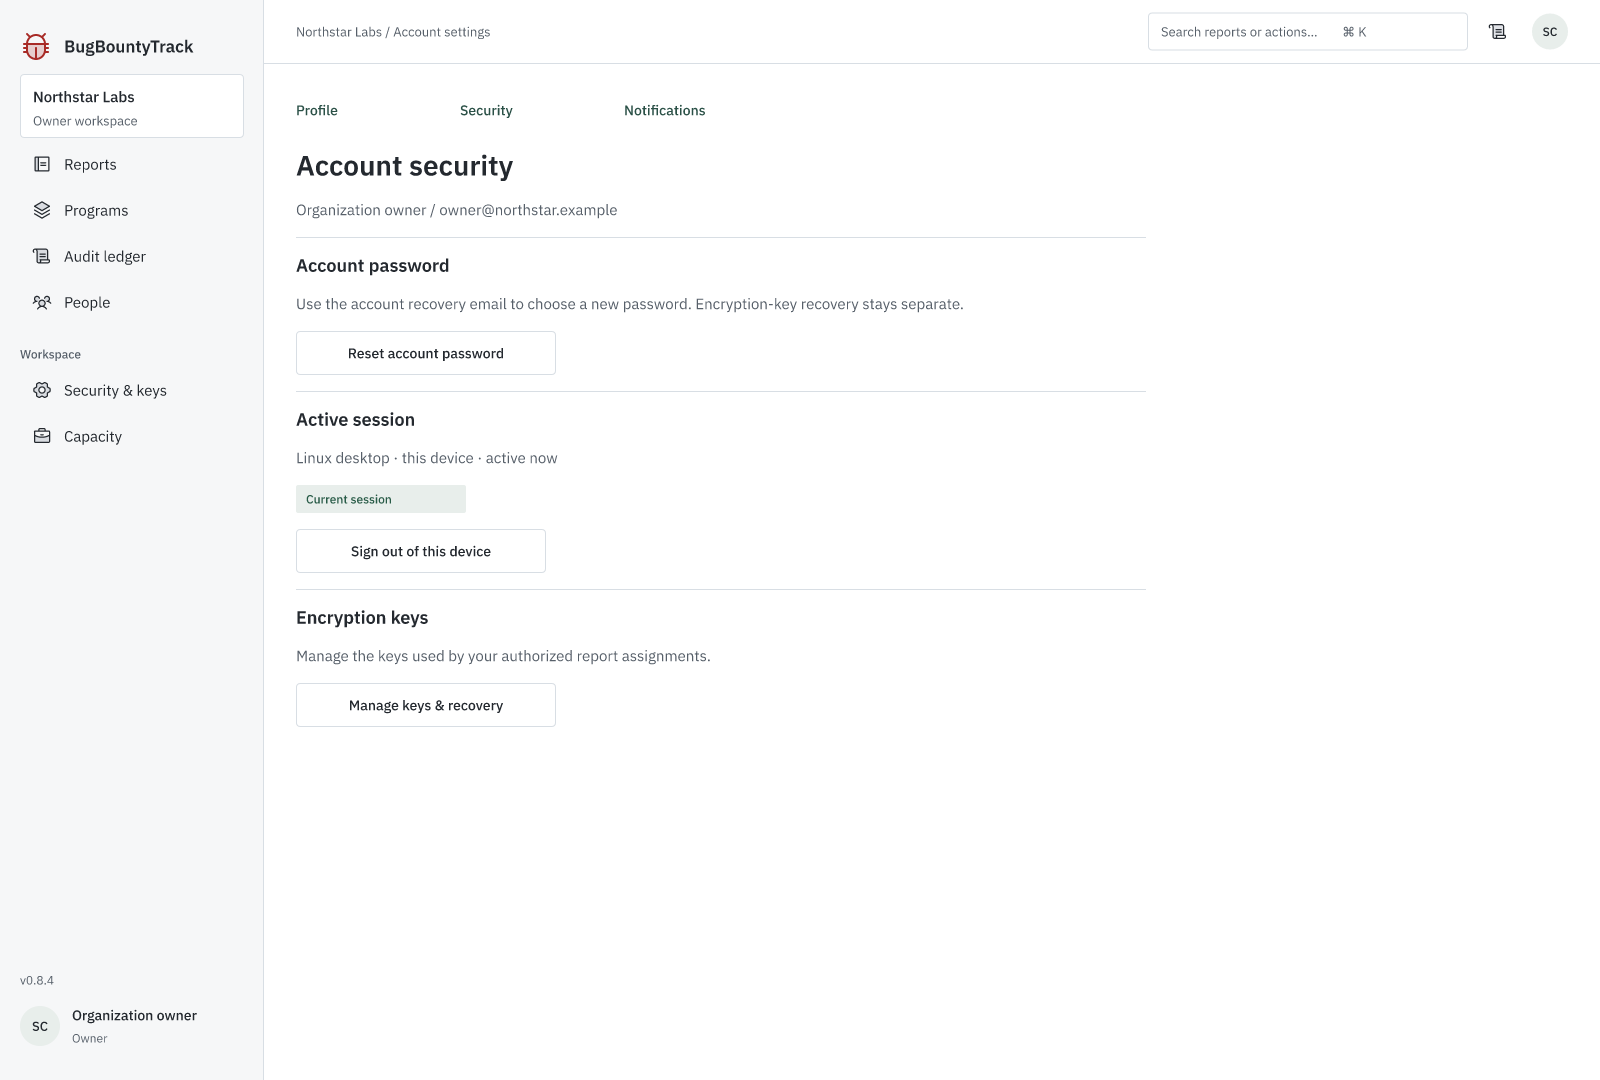 BugBountyTrack
Northstar Labs
Owner workspace
Reports
Programs
Audit ledger
People
Workspace
Security & keys
Capacity
v0.8.4
SC
Organization owner
Owner
Northstar Labs / Account settings
Search reports or actions... ⌘ K
SC
Profile Security Notifications
Account security
Organization owner / owner@northstar.example
Account password
Use the account recovery email to choose a new password. Encryption-key recovery stays separate.
Reset account password
Active session
Linux desktop · this device · active now
Current session
Sign out of this device
Encryption keys
Manage the keys used by your authorized report assignments.
Manage keys & recovery